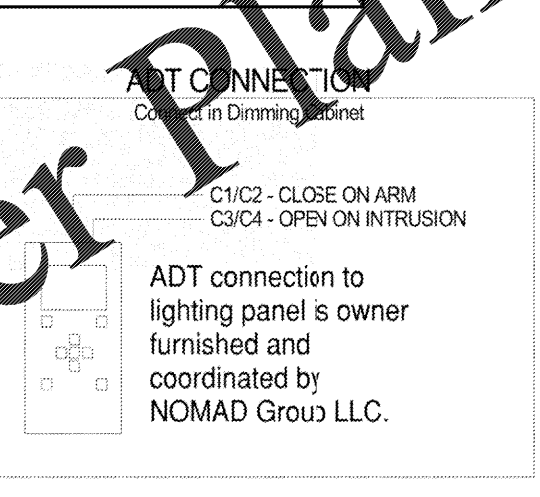 ADT CONNECTION
Connect in Dimming Cabinet
C1/C2 - CLOSE ON ARM
C3/C4 - OPEN ON INTRUSION
ADT connection to
lighting panel is owner
furnished and
coordinated by
NOMAD Group LLC.